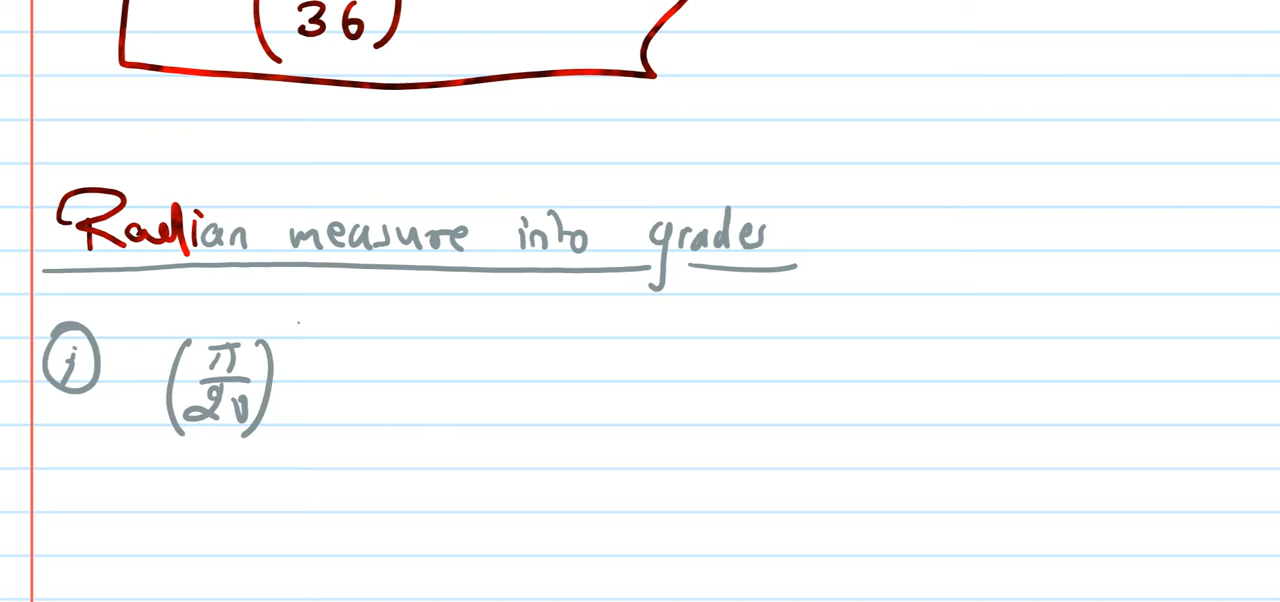 (36)
Radian measure into grades
i (π/20)